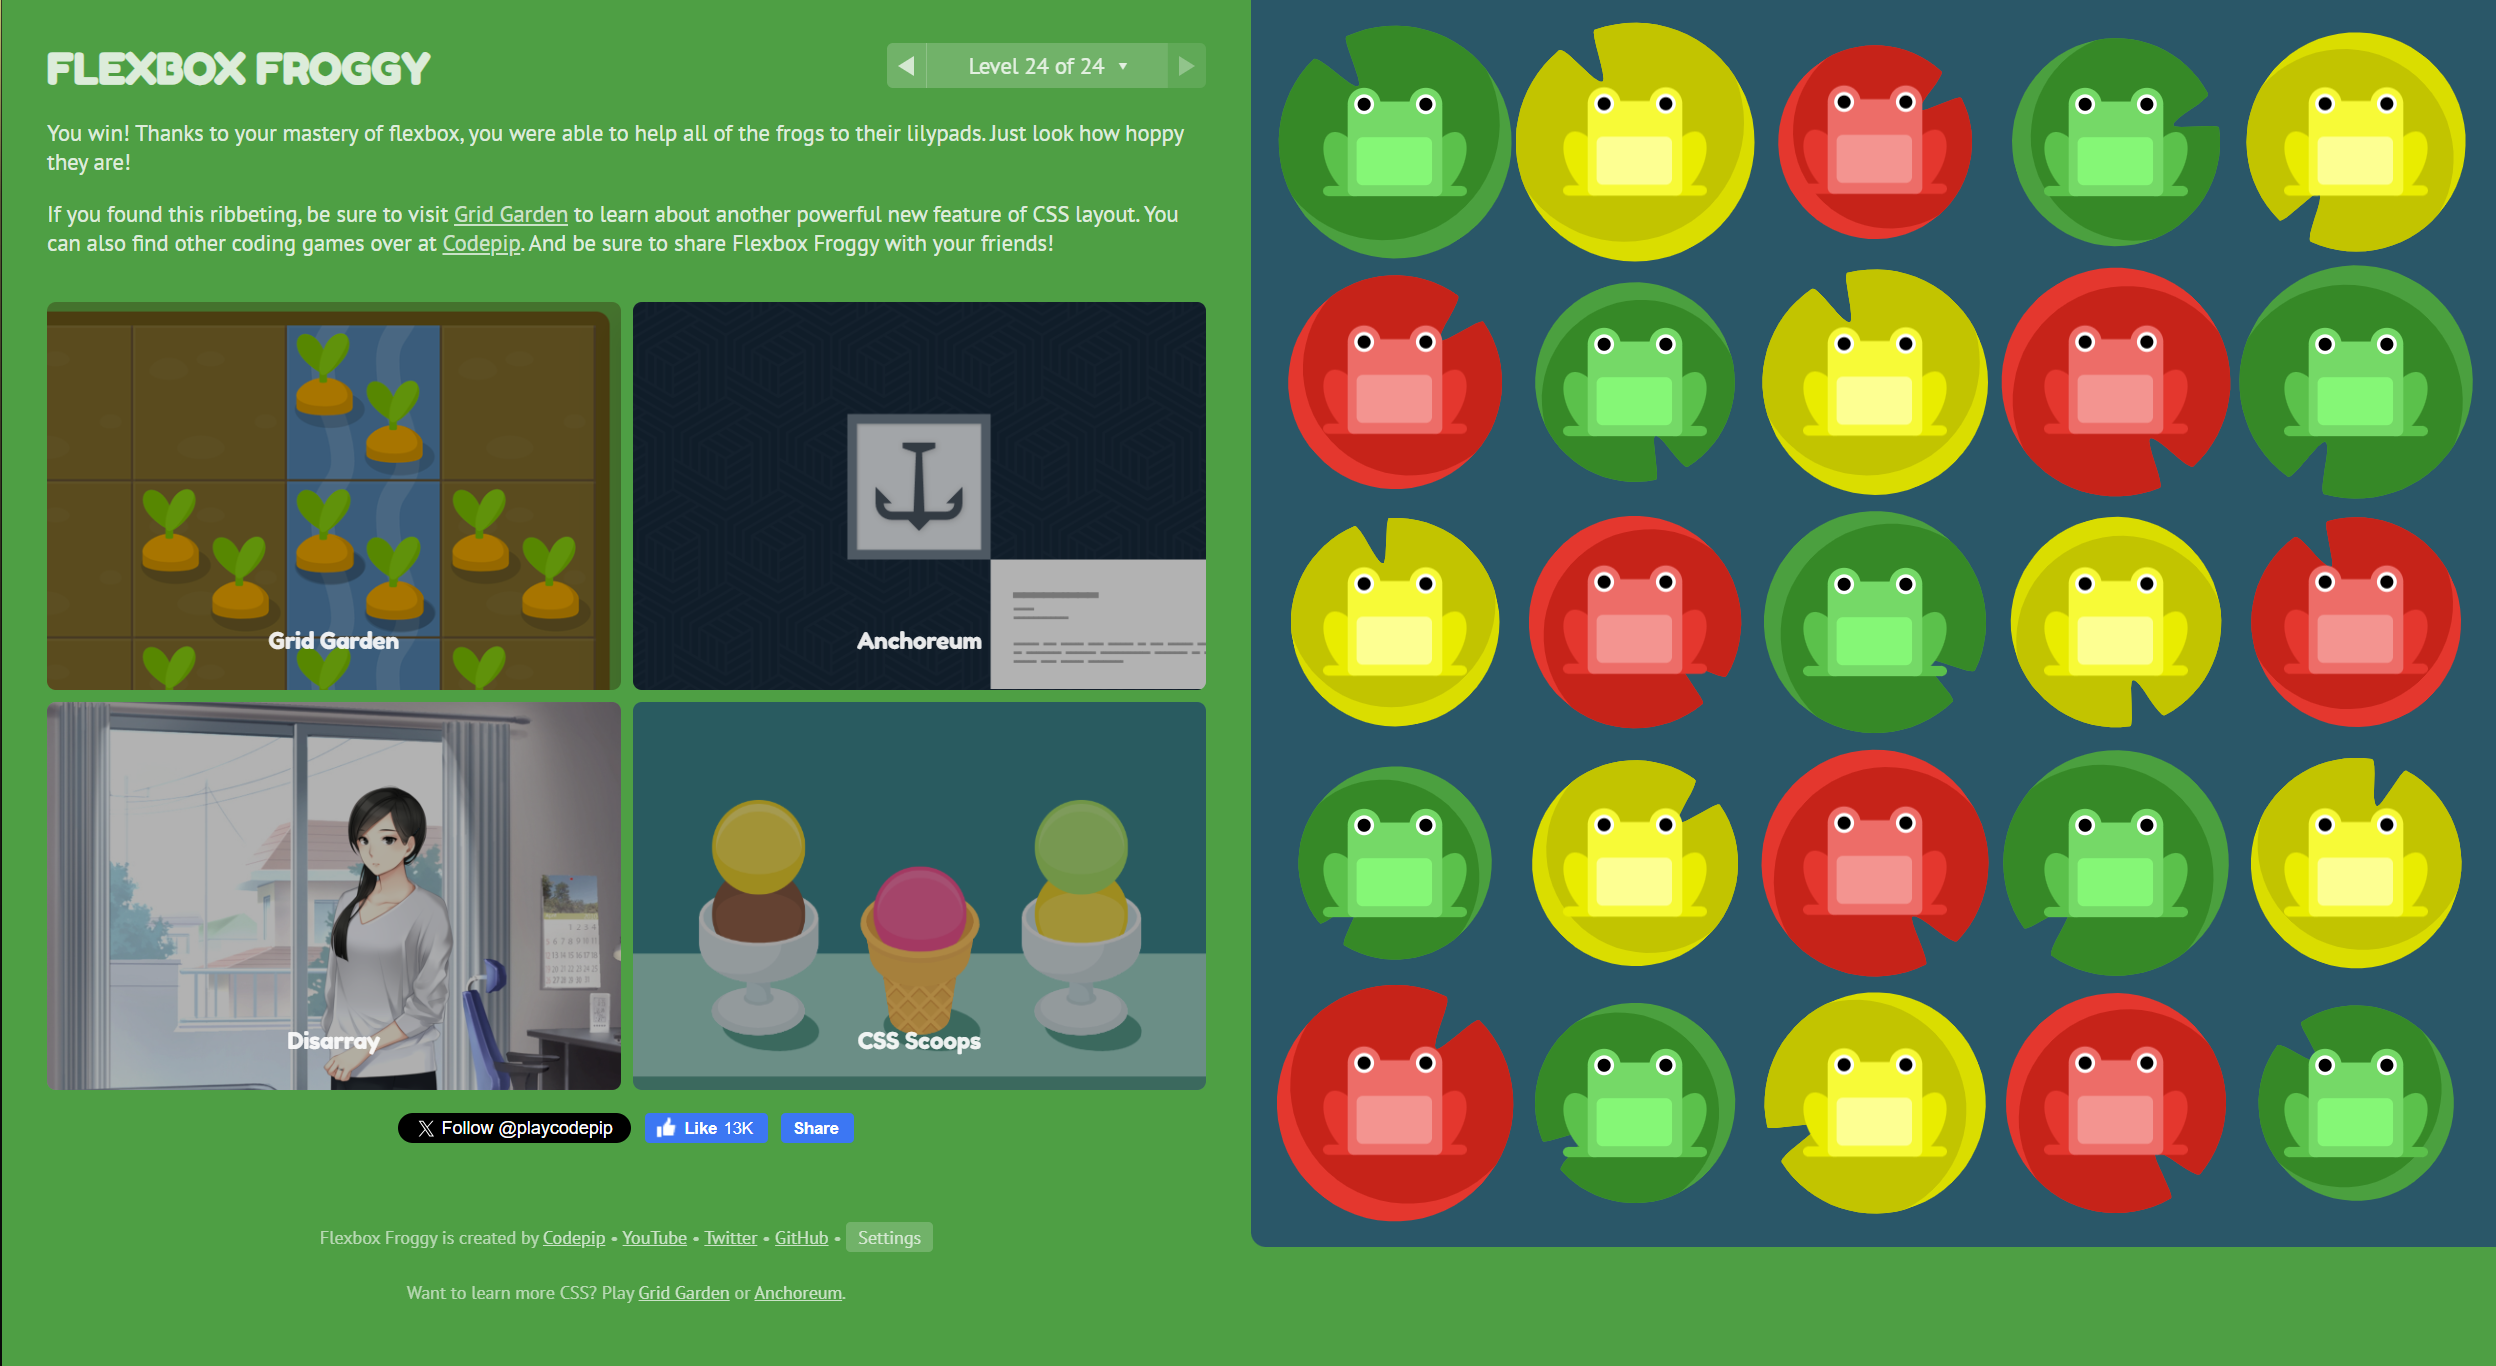 FLEXBOX FROGGY
Level 24 of 24
You win! Thanks to your mastery of flexbox, you were able to help all of the frogs to their lilypads. Just look how hoppy
they are!
If you found this ribbeting, be sure to visit Grid Garden to learn about another powerful new feature of CSS layout. You
can also find other coding games over at Codepip. And be sure to share Flexbox Froggy with your friends!
Grid Garden
Anchoreum
Disarray
CSS Scoops
Follow @playcodepip
Like 13K
Share
Flexbox Froggy is created by Codepip • YouTube • Twitter • GitHub • Settings
Want to learn more CSS? Play Grid Garden or Anchoreum.